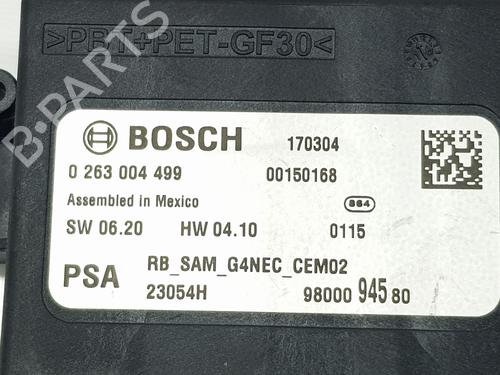 >PBT+PET-GF30<
B-PARTS
BOSCH 170304
0 263 004 499 00150168
Assembled in Mexico 864
SW 06.20 HW 04.10 0115
PSA RB_SAM_G4NEC_CEM02
23054H 98000 945 80